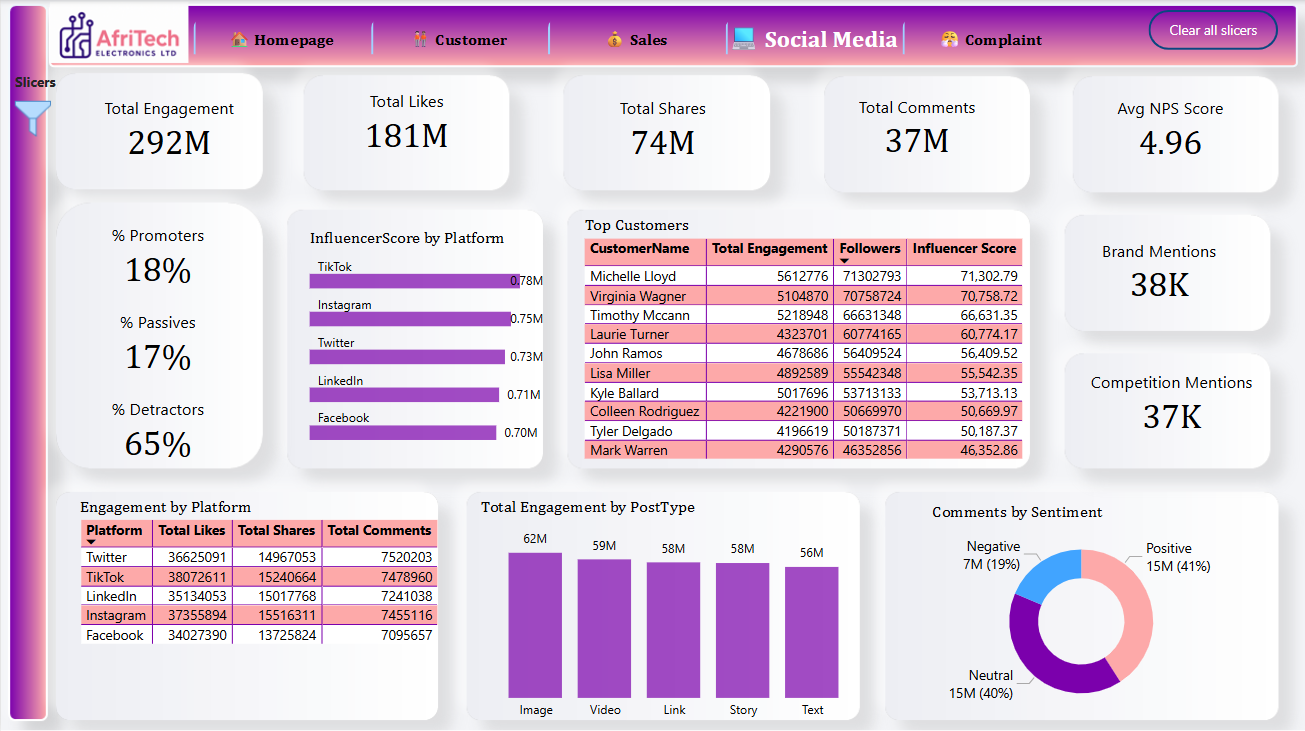 AfriTech
ELECTRONICS LTD
Homepage
Customer
Sales
Social Media
Complaint
Clear all slicers
Slicers
Total Engagement
292M
Total Likes
181M
Total Shares
74M
Total Comments
37M
Avg NPS Score
4.96
% Promoters
18%
% Passives
17%
% Detractors
65%
InfluencerScore by Platform
TikTok
0.78M
Instagram
0.75M
Twitter
0.73M
LinkedIn
0.71M
Facebook
0.70M
Top Customers
CustomerName Total Engagement Followers Influencer Score
Michelle Lloyd 5612776 71302793 71,302.79
Virginia Wagner 5104870 70758724 70,758.72
Timothy Mccann 5218948 66631348 66,631.35
Laurie Turner 4323701 60774165 60,774.17
John Ramos 4678686 56409524 56,409.52
Lisa Miller 4892589 55542348 55,542.35
Kyle Ballard 5017696 53713133 53,713.13
Colleen Rodriguez 4221900 50669970 50,669.97
Tyler Delgado 4196619 50187371 50,187.37
Mark Warren 4290576 46352856 46,352.86
Brand Mentions
38K
Competition Mentions
37K
Engagement by Platform
Platform Total Likes Total Shares Total Comments
Twitter 36625091 14967053 7520203
TikTok 38072611 15240664 7478960
LinkedIn 35134053 15017768 7241038
Instagram 37355894 15516311 7455116
Facebook 34027390 13725824 7095657
Total Engagement by PostType
62M 59M 58M 58M 56M
Image Video Link Story Text
Comments by Sentiment
Negative
7M (19%)
Positive
15M (41%)
Neutral
15M (40%)